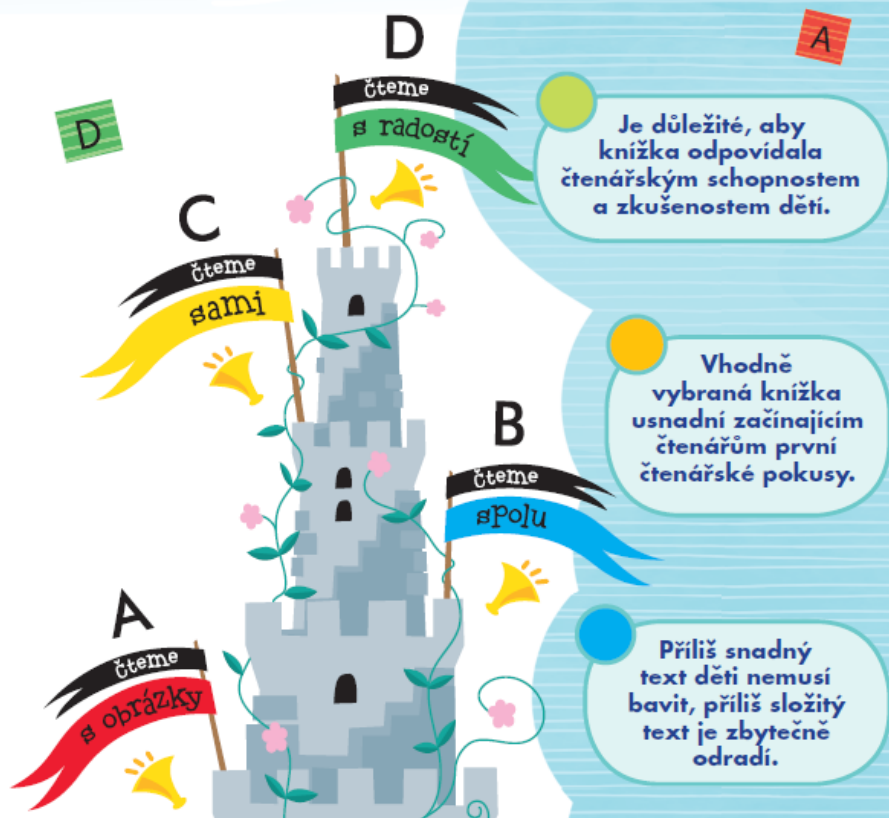 D
čteme
s radostí
D
A
C
čteme
sami
B
čteme
spolu
A
čteme
s obrázky
Je důležité, aby
knížka odpovídala
čtenářským schopnostem
a zkušenostem dětí.
Vhodně
vybraná knížka
usnadní začínajícím
čtenářům první
čtenářské pokusy.
Příliš snadný
text děti nemusí
bavit, příliš složitý
text je zbytečně
odradí.